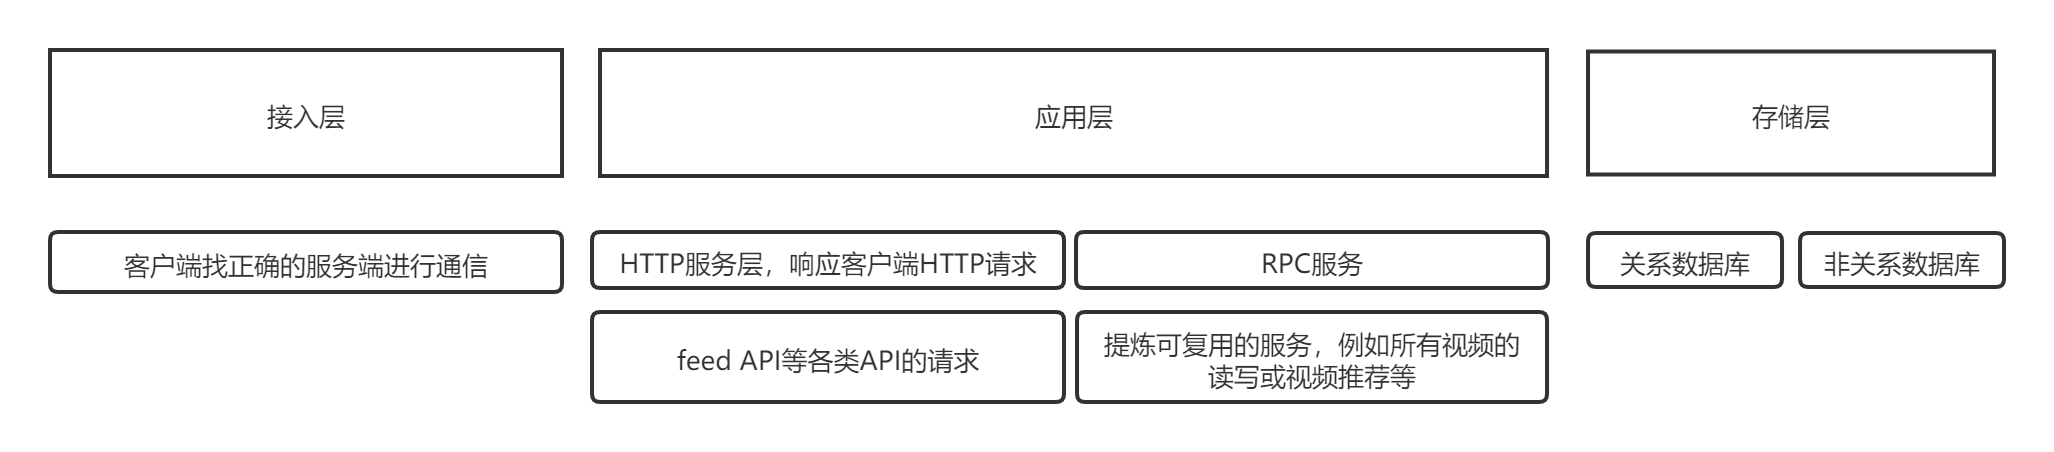 接入层
应用层
存储层
客户端找正确的服务端进行通信
HTTP服务层，响应客户端HTTP请求
RPC服务
关系数据库
非关系数据库
feed API等各类API的请求
提炼可复用的服务，例如所有视频的
读写或视频推荐等